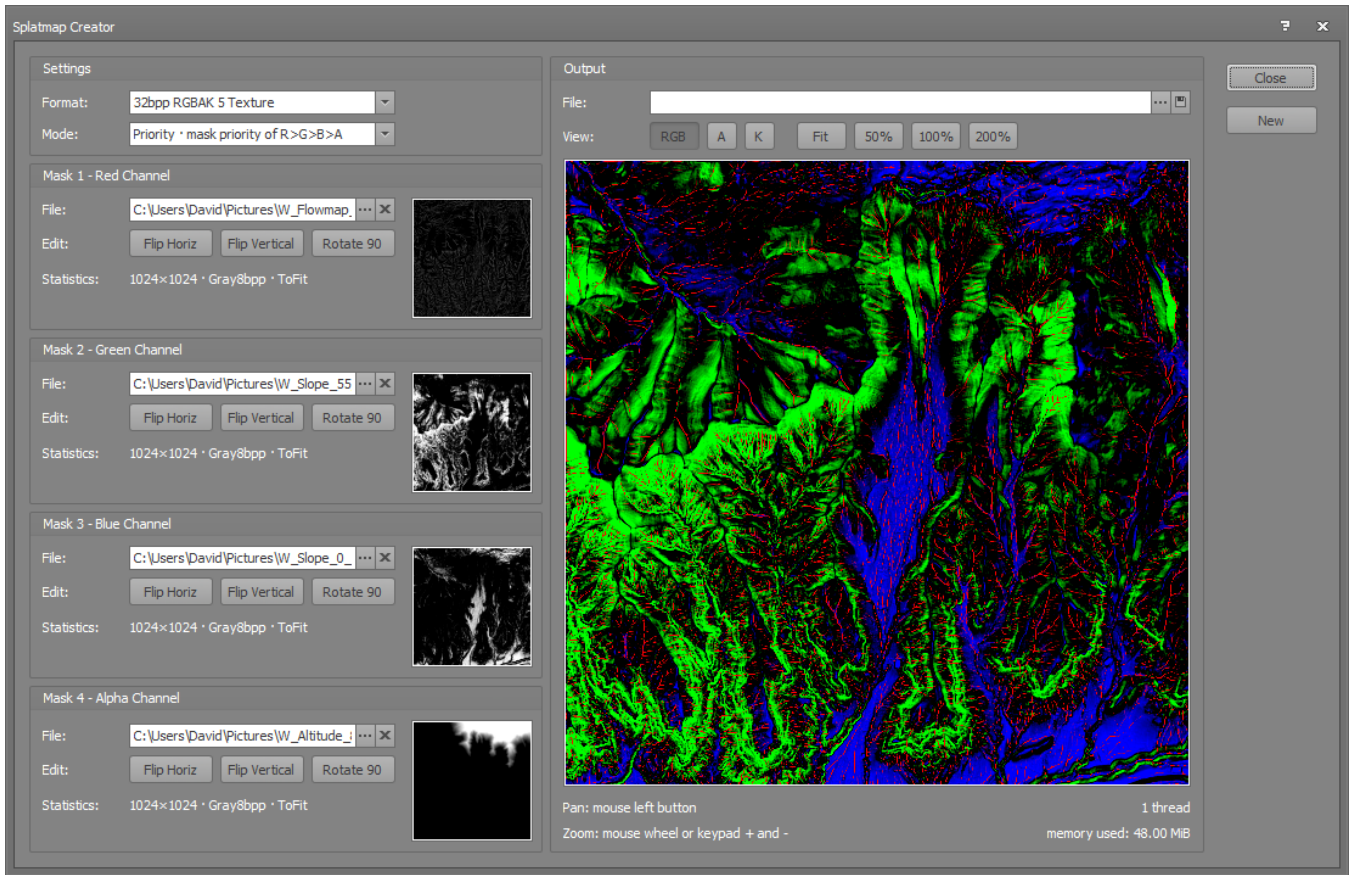 Splatmap Creator
Settings
Format: 32bpp RGBAK 5 Texture
Mode: Priority · mask priority of R>G>B>A
Mask 1 - Red Channel
File: C:\Users\David\Pictures\W_Flowmap_ ···
Edit: Flip Horiz Flip Vertical Rotate 90
Statistics: 1024×1024 · Gray8bpp · ToFit
Mask 2 - Green Channel
File: C:\Users\David\Pictures\W_Slope_55 ···
Edit: Flip Horiz Flip Vertical Rotate 90
Statistics: 1024×1024 · Gray8bpp · ToFit
Mask 3 - Blue Channel
File: C:\Users\David\Pictures\W_Slope_0_ ···
Edit: Flip Horiz Flip Vertical Rotate 90
Statistics: 1024×1024 · Gray8bpp · ToFit
Mask 4 - Alpha Channel
File: C:\Users\David\Pictures\W_Altitude_ ···
Edit: Flip Horiz Flip Vertical Rotate 90
Statistics: 1024×1024 · Gray8bpp · ToFit
Output
File: ···
View: RGB A K Fit 50% 100% 200%
Pan: mouse left button 1 thread
Zoom: mouse wheel or keypad + and - memory used: 48.00 MiB
Close
New